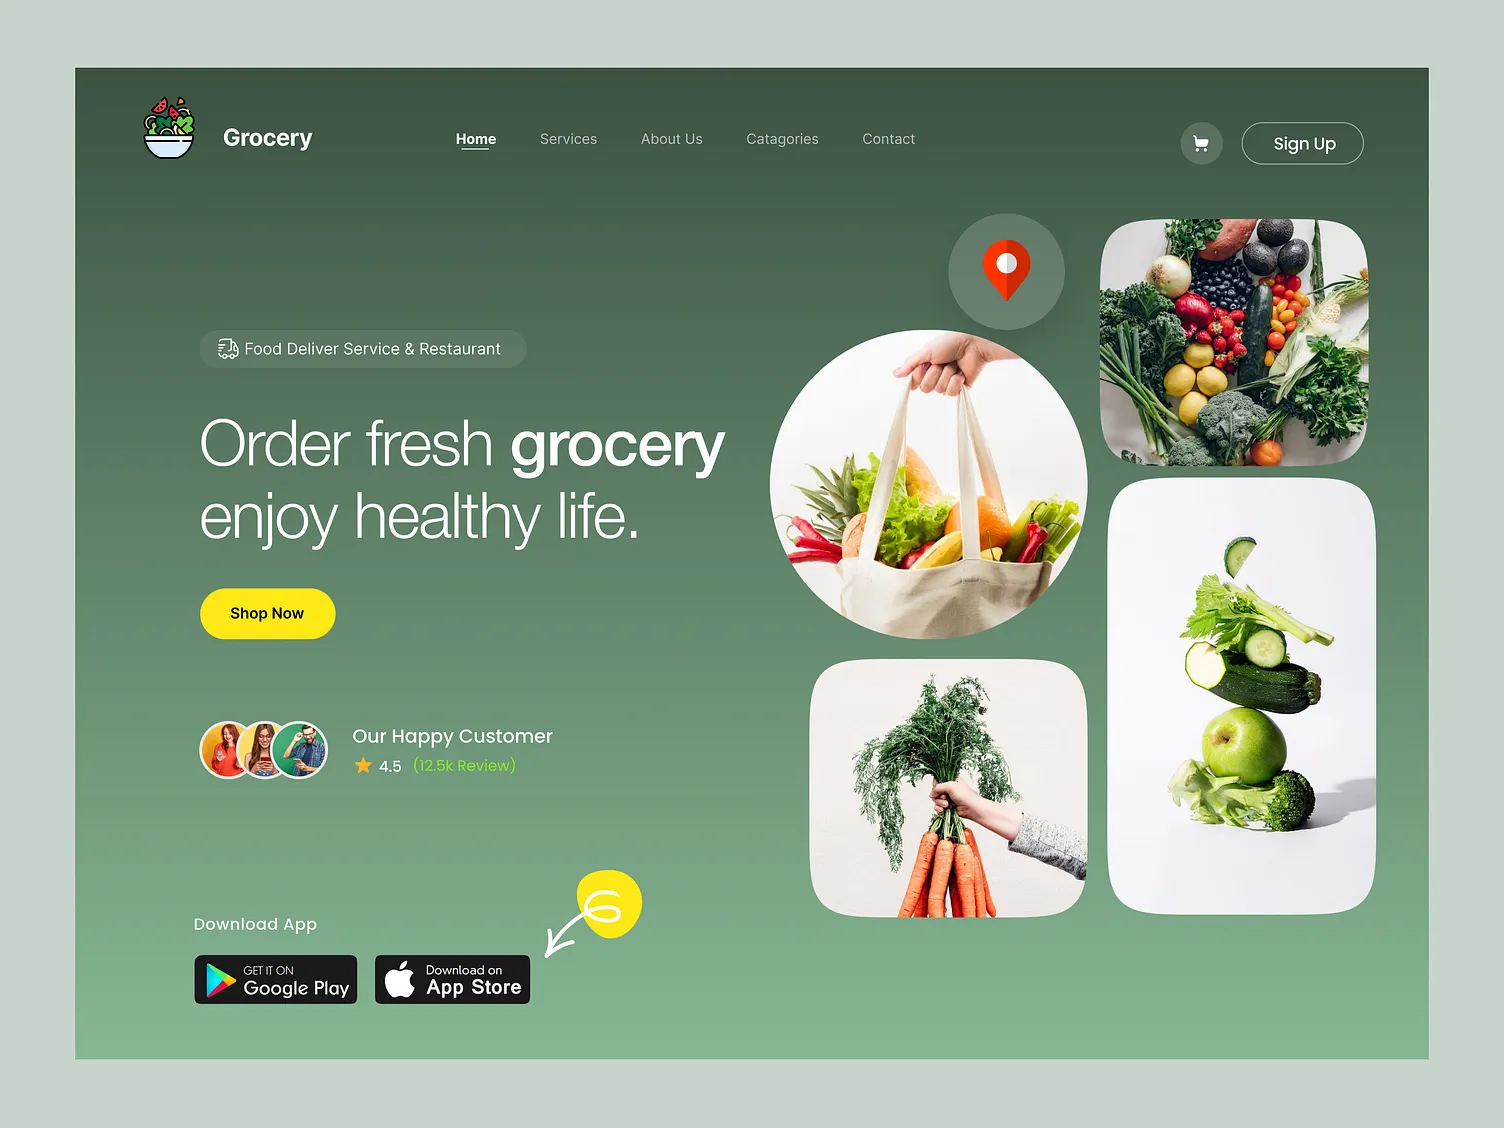 Grocery
Home
Services
About Us
Catagories
Contact
Sign Up
Food Deliver Service & Restaurant
Order fresh grocery
enjoy healthy life.
Shop Now
Our Happy Customer
4.5 (12.5k Review)
Download App
GET IT ON
Google Play
Download on
App Store